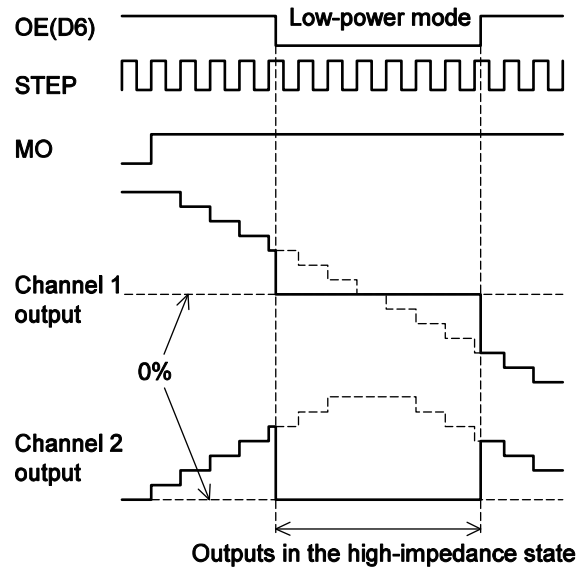 OE(D6)
Low-power mode
STEP
MO
Channel 1
output
0%
Channel 2
output
Outputs in the high-impedance state